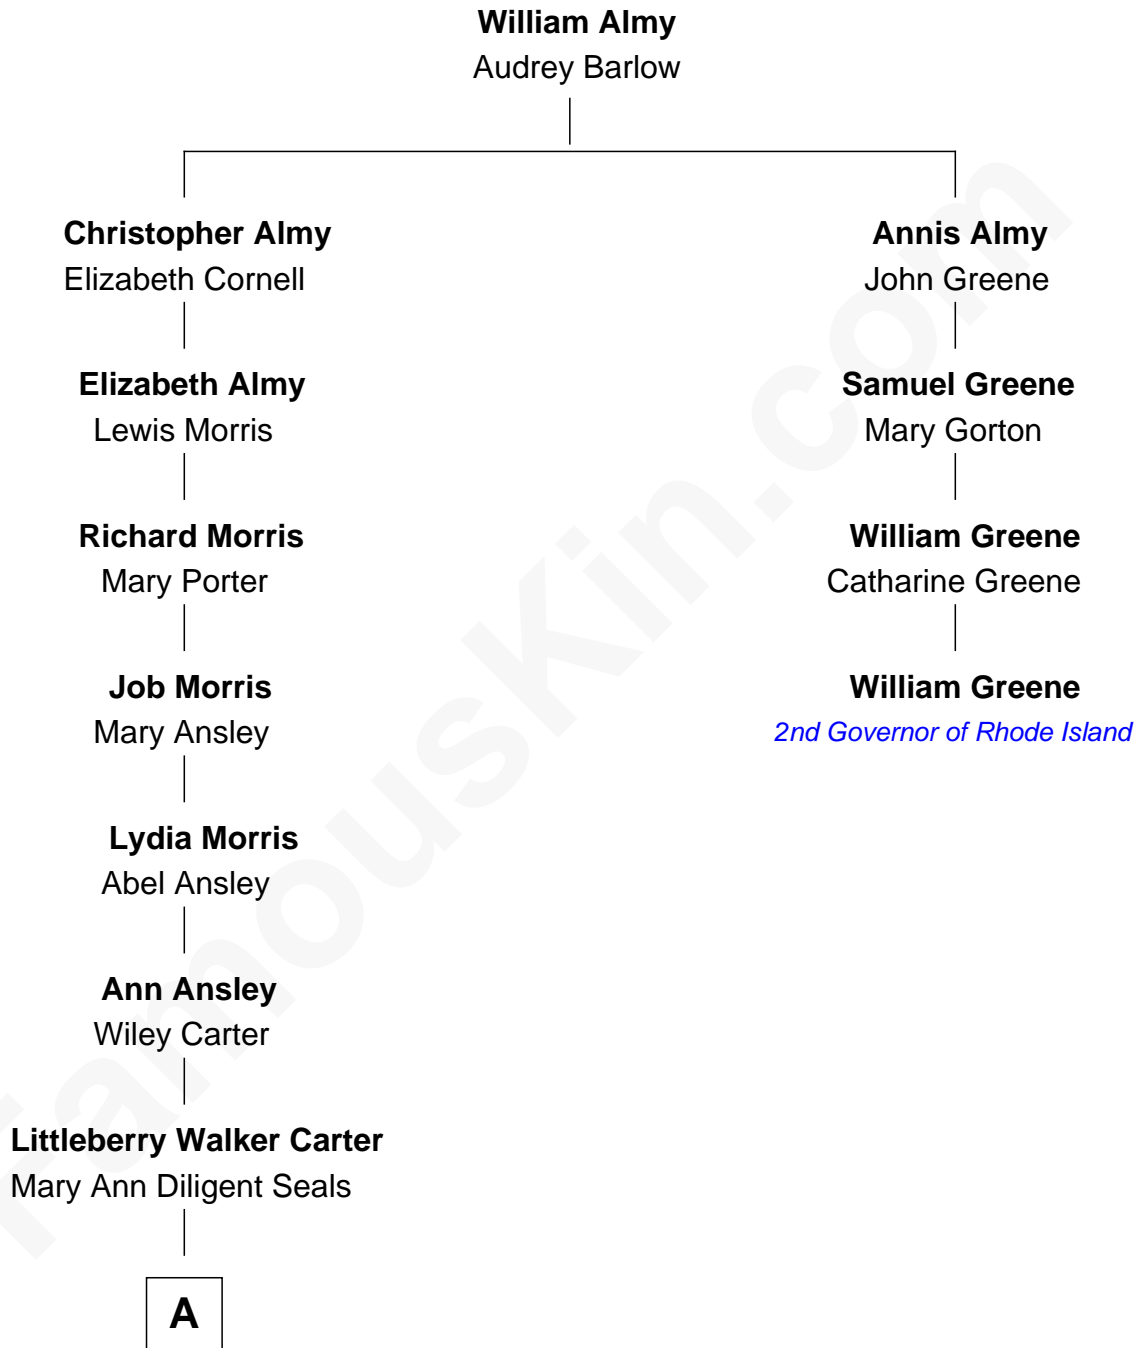 William Almy
Audrey Barlow
Christopher Almy
Elizabeth Cornell
Annis Almy
John Greene
Elizabeth Almy
Lewis Morris
Samuel Greene
Mary Gorton
Richard Morris
Mary Porter
William Greene
Catharine Greene
Job Morris
Mary Ansley
William Greene
2nd Governor of Rhode Island
Lydia Morris
Abel Ansley
Ann Ansley
Wiley Carter
Littleberry Walker Carter
Mary Ann Diligent Seals
A
FamousKin.com